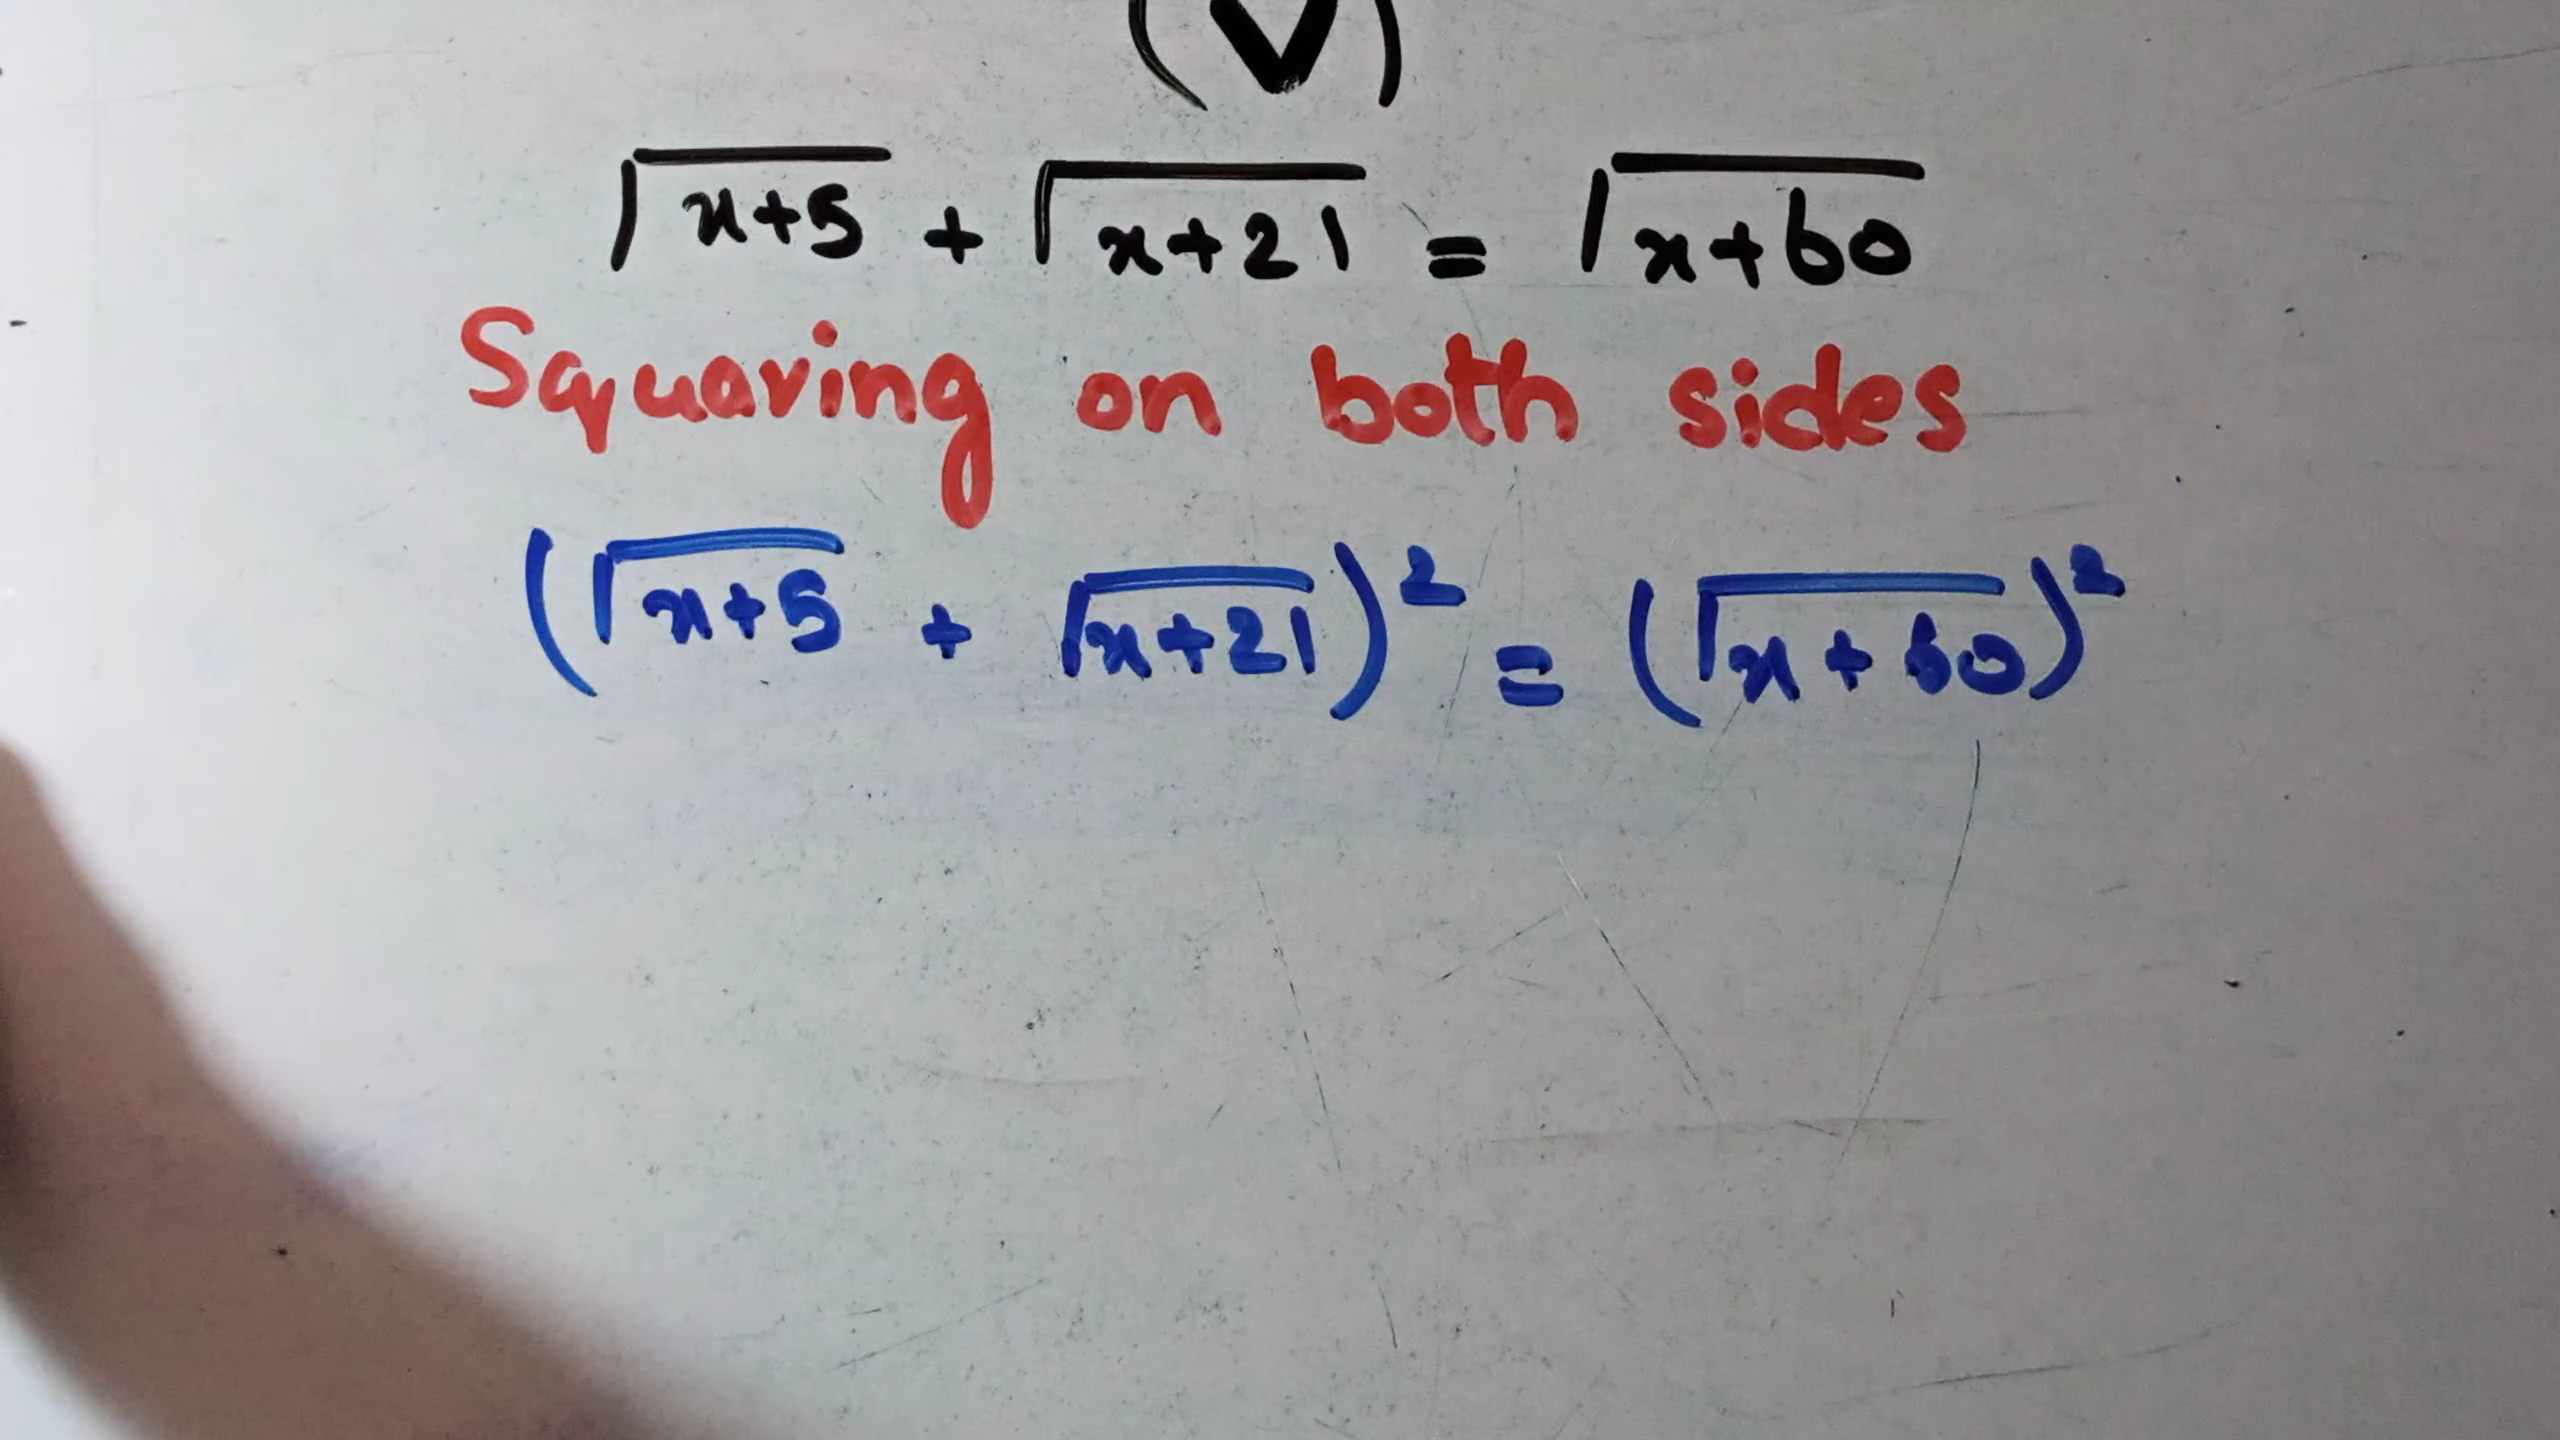 (V)
√x+5 + √x+21 = √x+60
Squaring on both sides
(√x+5 + √x+21)² = (√x+60)²